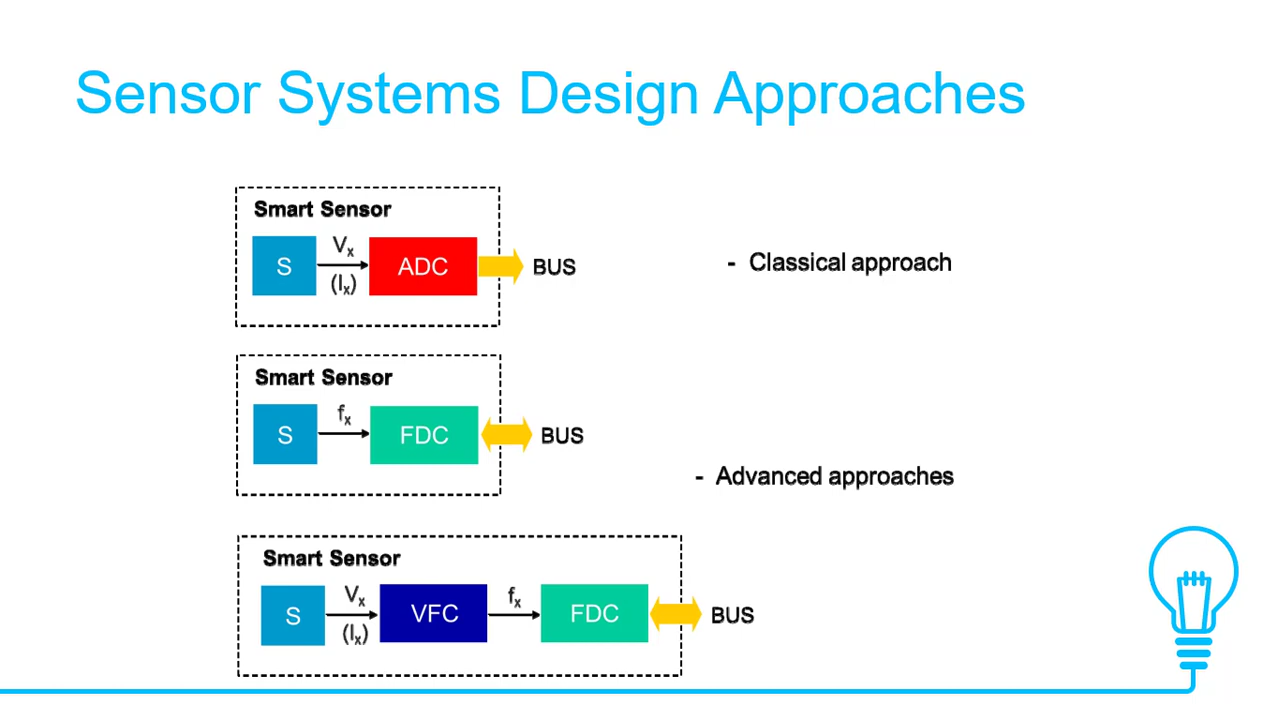 Sensor Systems Design Approaches
Smart Sensor
S
Vx
(Ix)
ADC
BUS
- Classical approach
Smart Sensor
S
fx
FDC
BUS
- Advanced approaches
Smart Sensor
S
Vx
(Ix)
VFC
fx
FDC
BUS